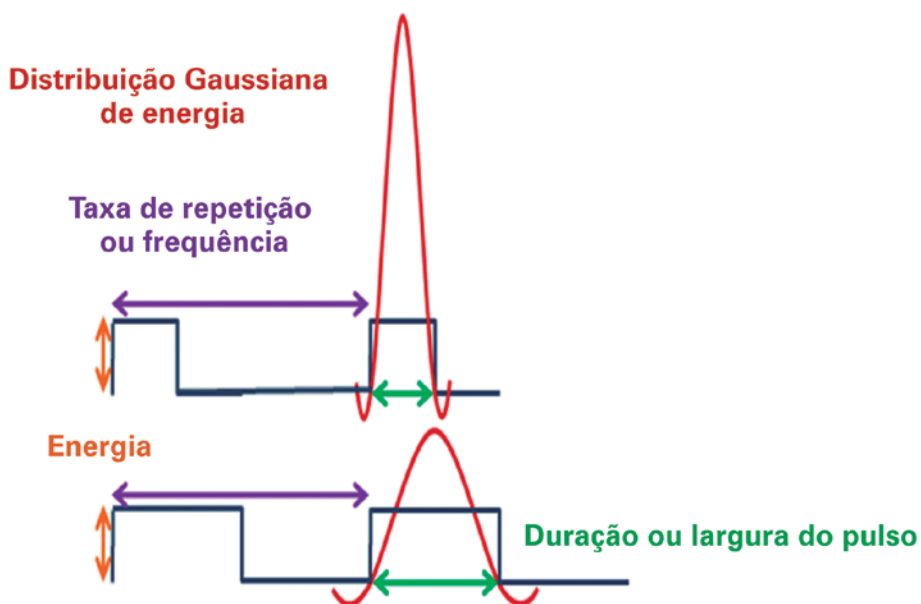 Distribuição Gaussiana
de energia
Taxa de repetição
ou frequência
Energia
Duração ou largura do pulso